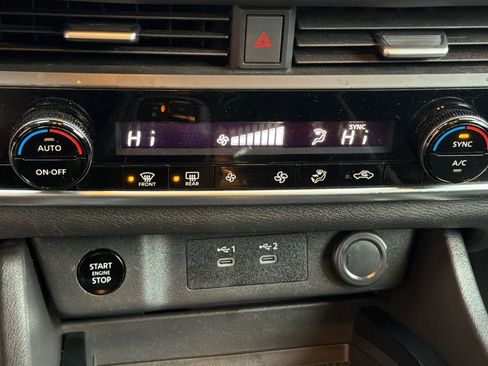 Hi
SYNC
Hi
AUTO
ON·OFF
SYNC
A/C
FRONT
REAR
START
ENGINE
STOP
1
2